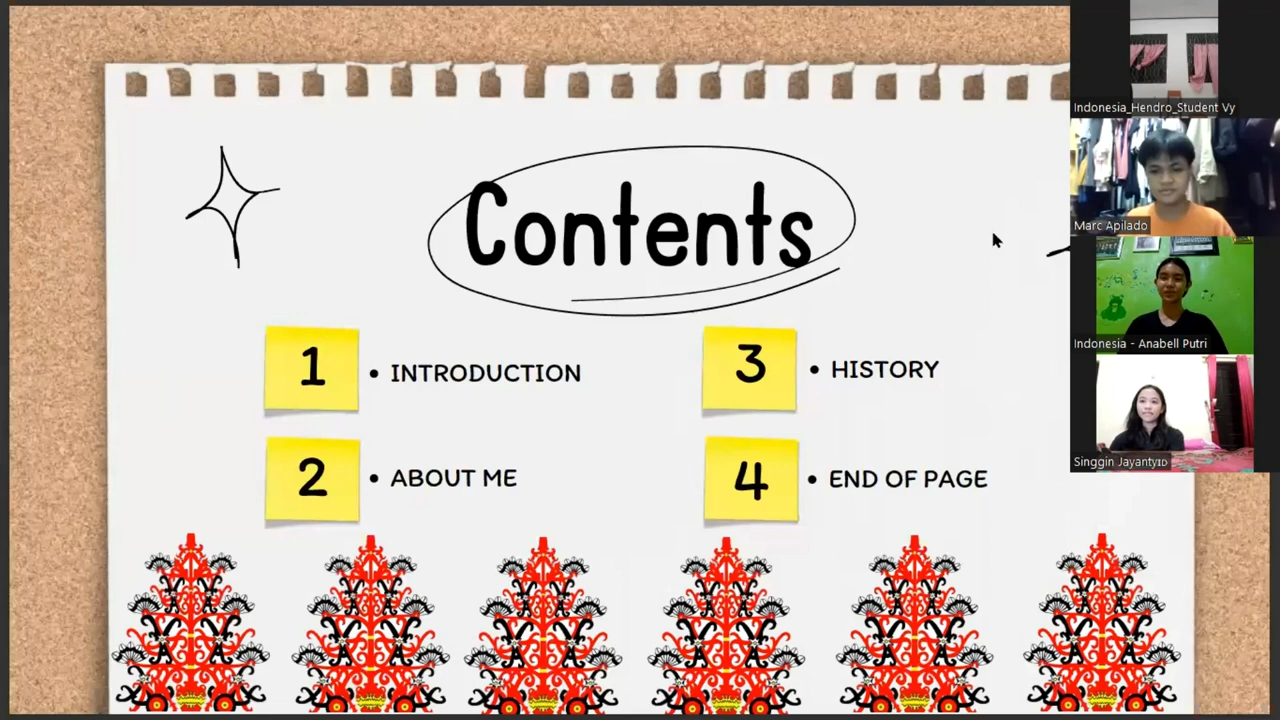 Contents
1
• INTRODUCTION
2
• ABOUT ME
3
• HISTORY
4
• END OF PAGE
Indonesia_Hendro_Student Vy
Marc Apilado
Indonesia - Anabell Putri
Singgin JayantyID